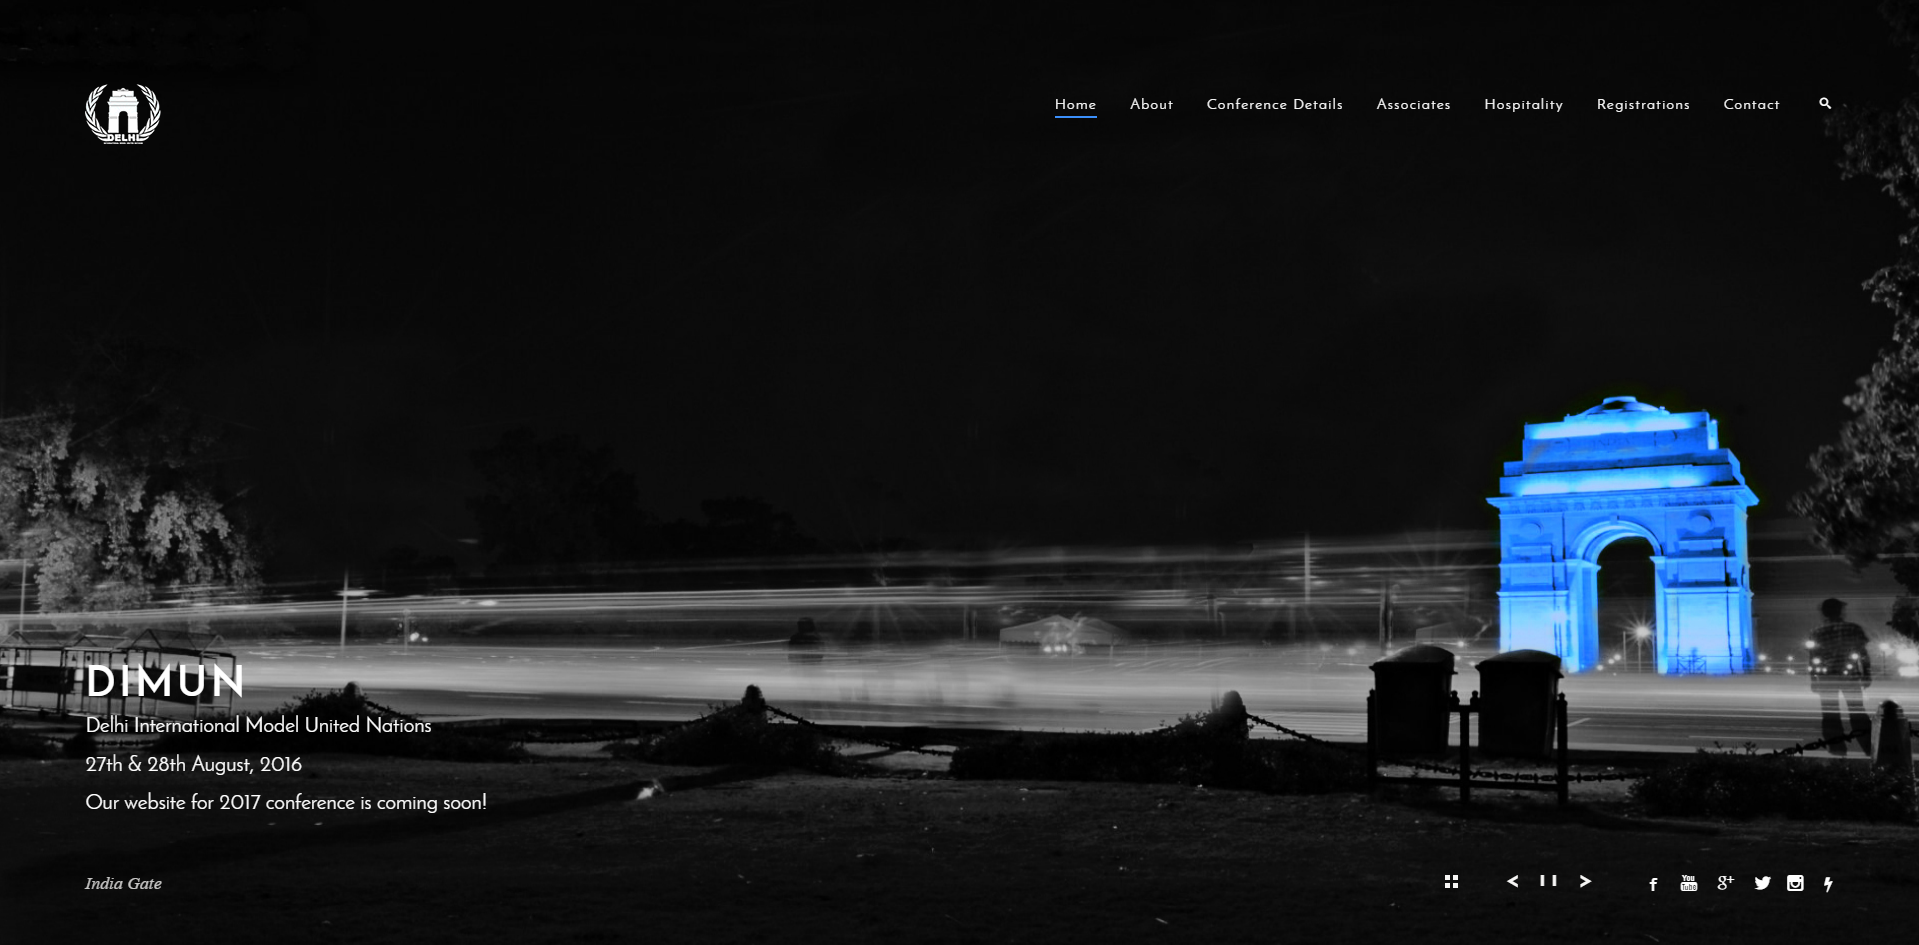 DELHI
Home
About
Conference Details
Associates
Hospitality
Registrations
Contact
DIMUN
Delhi International Model United Nations
27th & 28th August, 2016
Our website for 2017 conference is coming soon!
India Gate
f
You
Tube
g+